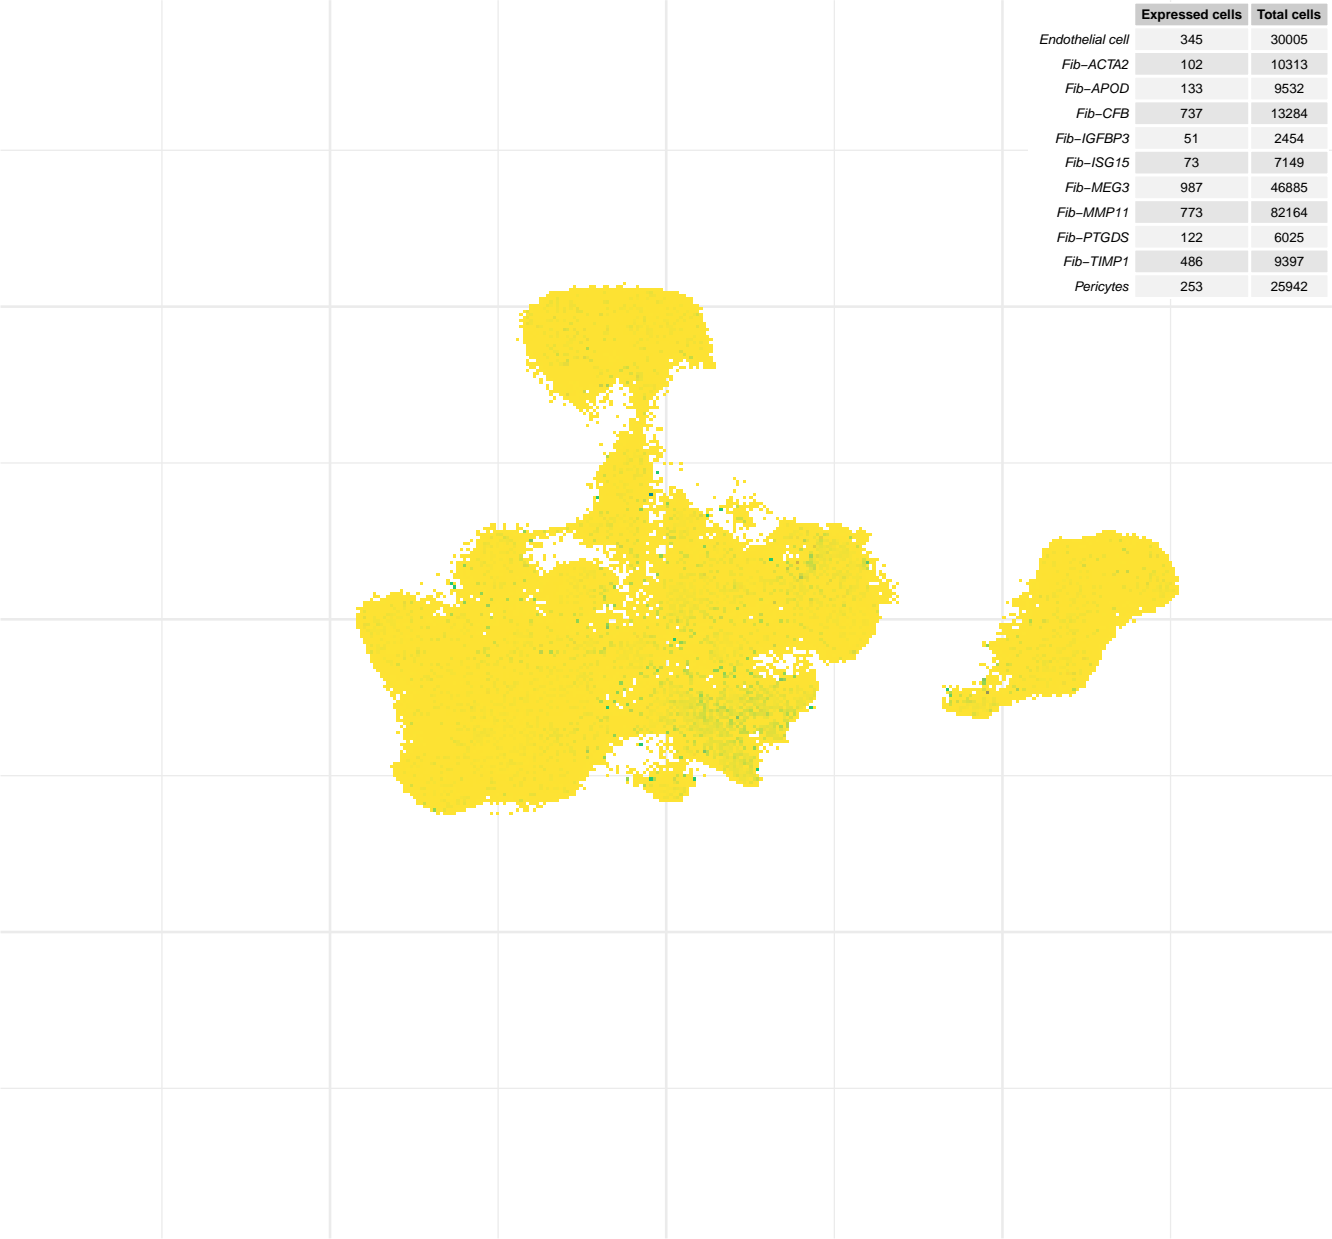 Expressed cells Total cells
Endothelial cell 345 30005
Fib−ACTA2 102 10313
Fib−APOD 133 9532
Fib−CFB 737 13284
Fib−IGFBP3 51 2454
Fib−ISG15 73 7149
Fib−MEG3 987 46885
Fib−MMP11 773 82164
Fib−PTGDS 122 6025
Fib−TIMP1 486 9397
Pericytes 253 25942